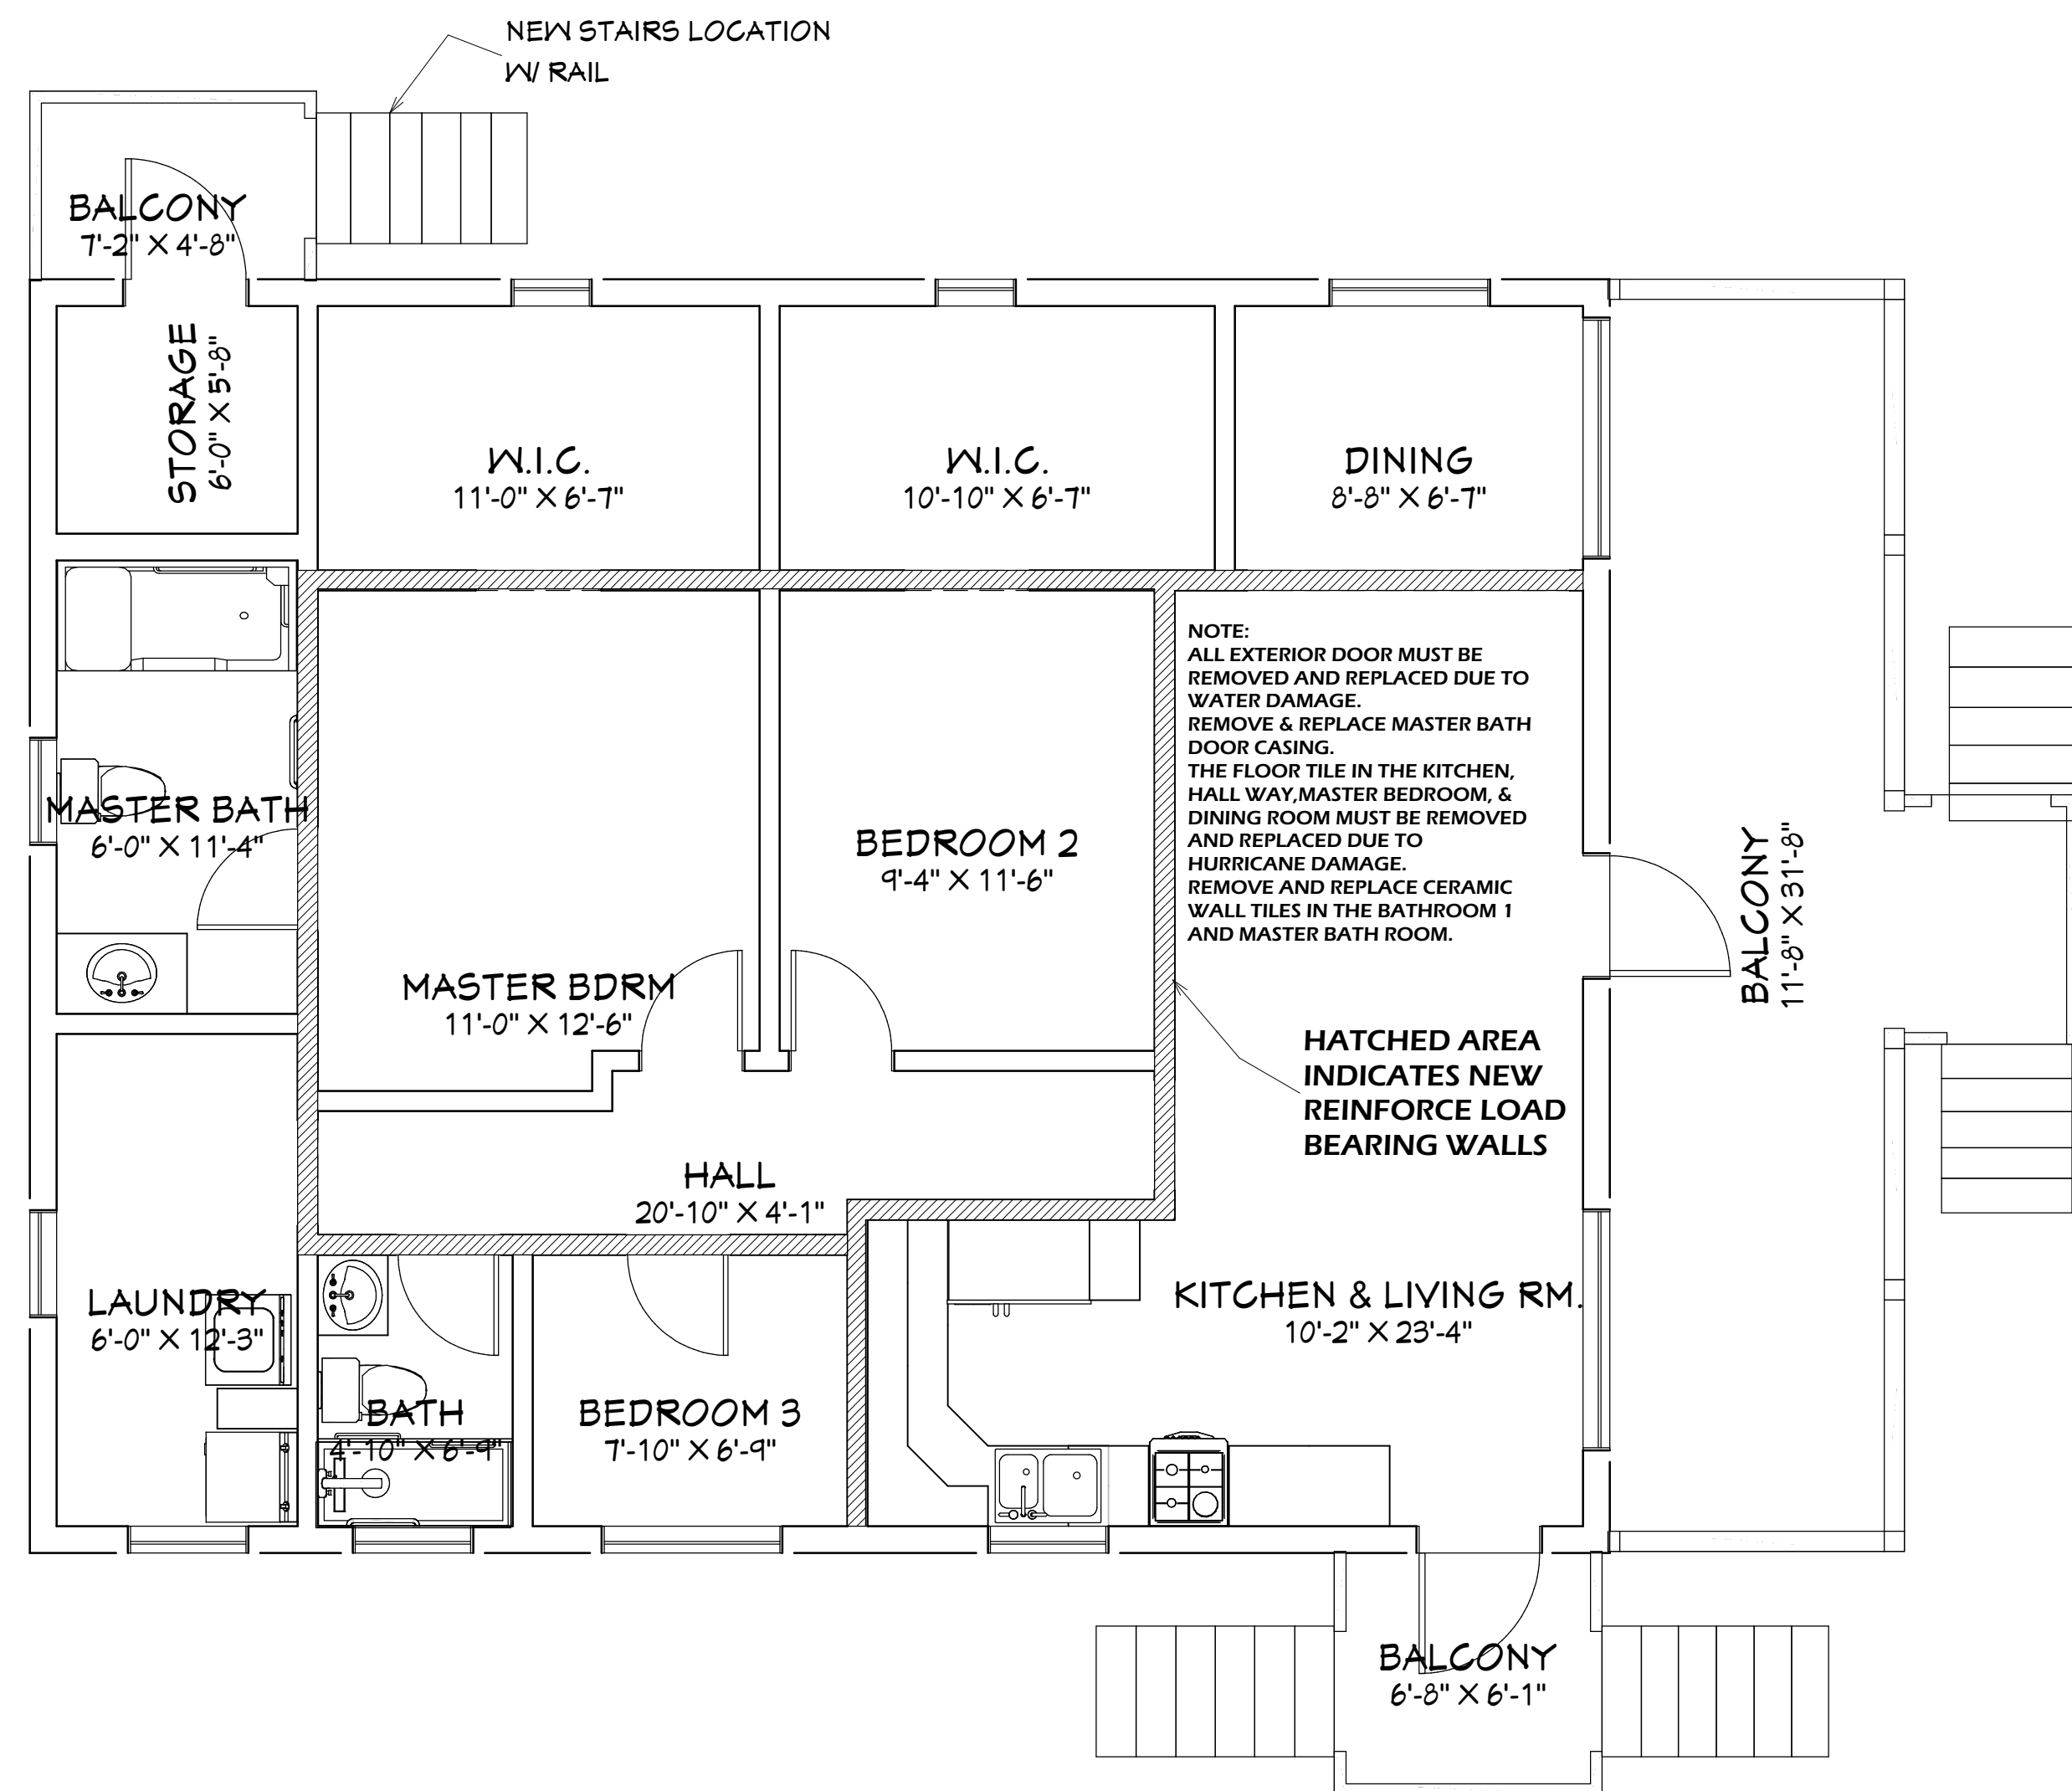 NEW STAIRS LOCATION
W/ RAIL
BALCONY
7'-2" X 4'-8"
STORAGE
6'-0" X 5'-8"
W.I.C.
11'-0" X 6'-7"
W.I.C.
10'-10" X 6'-7"
DINING
8'-8" X 6'-7"
NOTE:
ALL EXTERIOR DOOR MUST BE
REMOVED AND REPLACED DUE TO
WATER DAMAGE.
REMOVE & REPLACE MASTER BATH
DOOR CASING.
THE FLOOR TILE IN THE KITCHEN,
HALL WAY,MASTER BEDROOM, &
DINING ROOM MUST BE REMOVED
AND REPLACED DUE TO
HURRICANE DAMAGE.
REMOVE AND REPLACE CERAMIC
WALL TILES IN THE BATHROOM 1
AND MASTER BATH ROOM.
MASTER BATH
6'-0" X 11'-4"
BEDROOM 2
9'-4" X 11'-6"
BALCONY
11'-8" X 31'-8"
MASTER BDRM
11'-0" X 12'-6"
HATCHED AREA
INDICATES NEW
REINFORCE LOAD
BEARING WALLS
HALL
20'-10" X 4'-1"
LAUNDRY
6'-0" X 12'-3"
KITCHEN & LIVING RM.
10'-2" X 23'-4"
BATH
4'-10" X 6'-9"
BEDROOM 3
7'-10" X 6'-9"
BALCONY
6'-8" X 6'-1"